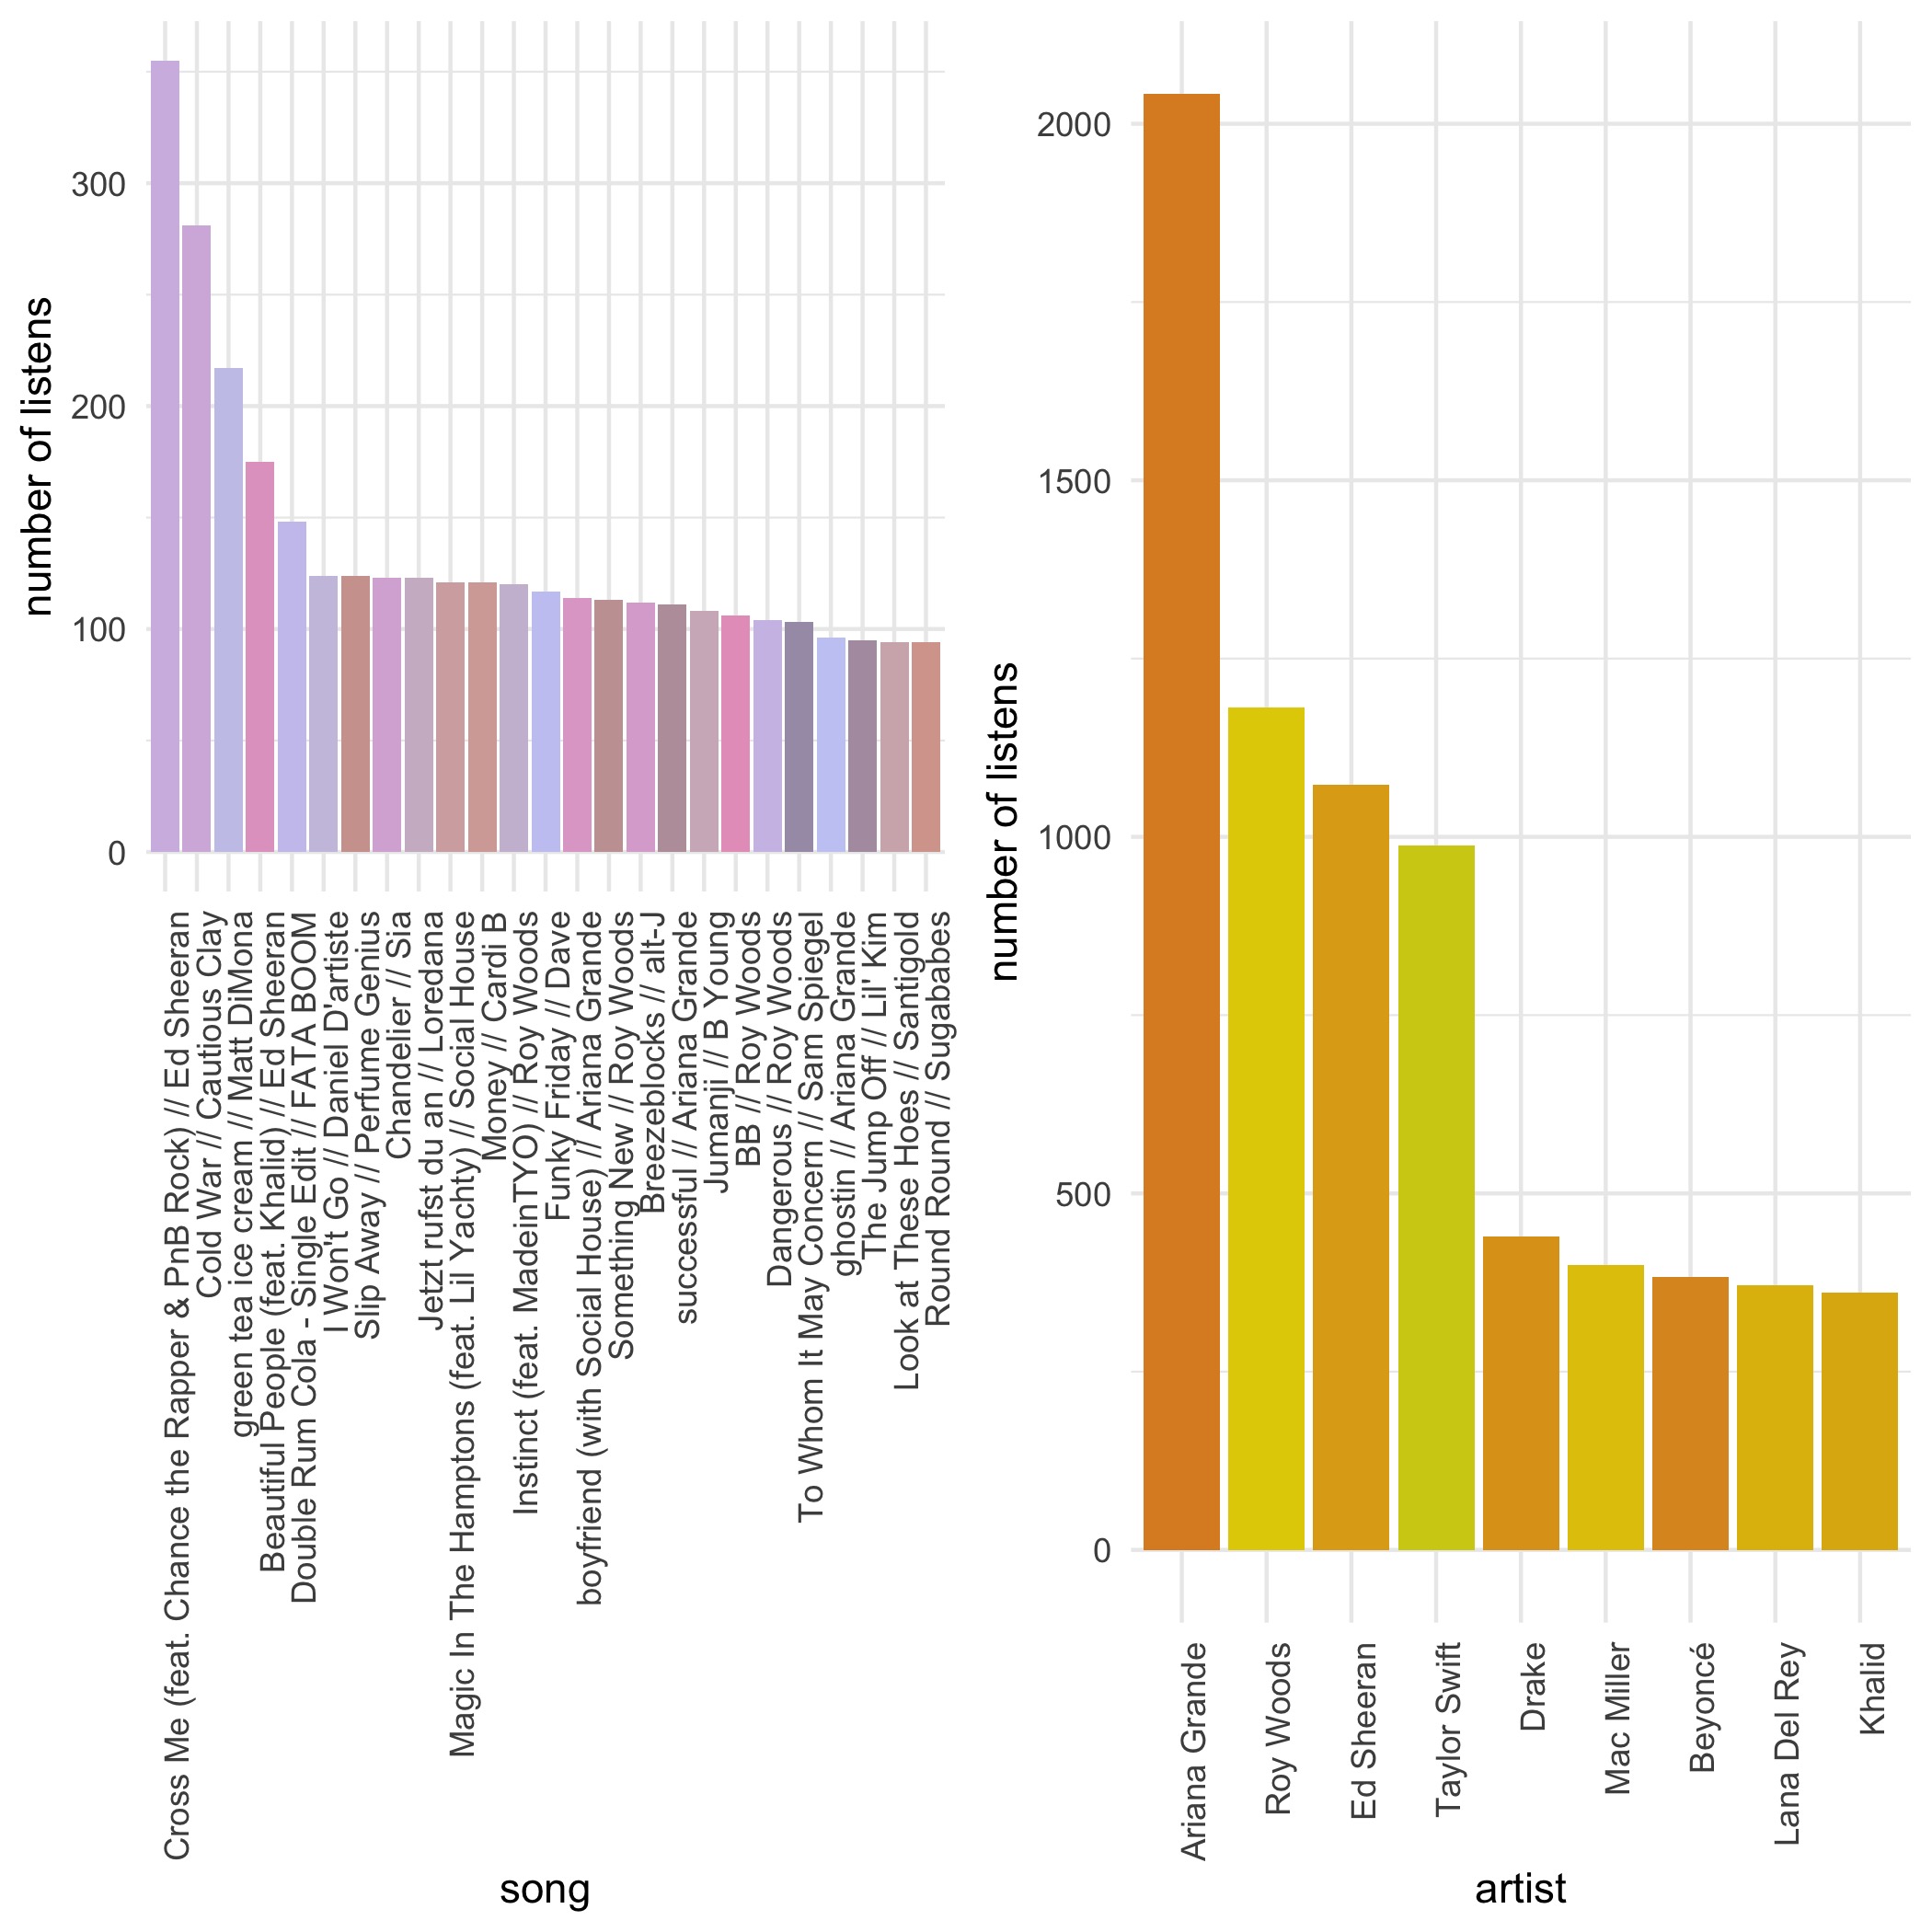 number of listens
300
200
100
0
Cross Me (feat. Chance the Rapper & PnB Rock) // Ed Sheeran
Cold War // Cautious Clay
green tea ice cream // Matt DiMona
Beautiful People (feat. Khalid) // Ed Sheeran
Double Rum Cola - Single Edit // FATA BOOM
I Won't Go // Daniel D'artiste
Slip Away // Perfume Genius
Chandelier // Sia
Jetzt rufst du an // Loredana
Magic In The Hamptons (feat. Lil Yachty) // Social House
Money // Cardi B
Instinct (feat. MadeinTYO) // Roy Woods
Funky Friday // Dave
boyfriend (with Social House) // Ariana Grande
Something New // Roy Woods
Breezeblocks // alt-J
successful // Ariana Grande
Jumanji // B Young
BB // Roy Woods
Dangerous // Roy Woods
To Whom It May Concern // Sam Spiegel
ghostin // Ariana Grande
The Jump Off // Lil' Kim
Look at These Hoes // Santigold
Round Round // Sugababes
song
number of listens
2000
1500
1000
500
0
Ariana Grande
Roy Woods
Ed Sheeran
Taylor Swift
Drake
Mac Miller
Beyoncé
Lana Del Rey
Khalid
artist